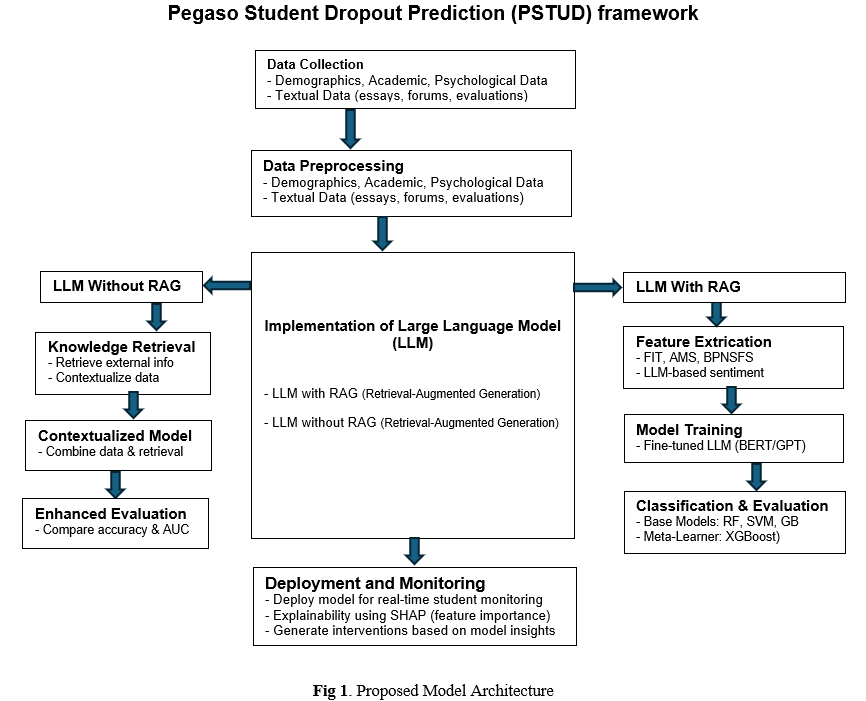 Pegaso Student Dropout Prediction (PSTUD) framework
Data Collection
- Demographics, Academic, Psychological Data
- Textual Data (essays, forums, evaluations)
Data Preprocessing
- Demographics, Academic, Psychological Data
- Textual Data (essays, forums, evaluations)
LLM Without RAG
Knowledge Retrieval
- Retrieve external info
- Contextualize data
Contextualized Model
- Combine data & retrieval
Enhanced Evaluation
- Compare accuracy & AUC
Implementation of Large Language Model
(LLM)
- LLM with RAG (Retrieval-Augmented Generation)
- LLM without RAG (Retrieval-Augmented Generation)
LLM With RAG
Feature Extrication
- FIT, AMS, BPNSFS
- LLM-based sentiment
Model Training
- Fine-tuned LLM (BERT/GPT)
Classification & Evaluation
- Base Models: RF, SVM, GB
- Meta-Learner: XGBoost)
Deployment and Monitoring
- Deploy model for real-time student monitoring
- Explainability using SHAP (feature importance)
- Generate interventions based on model insights
Fig 1. Proposed Model Architecture